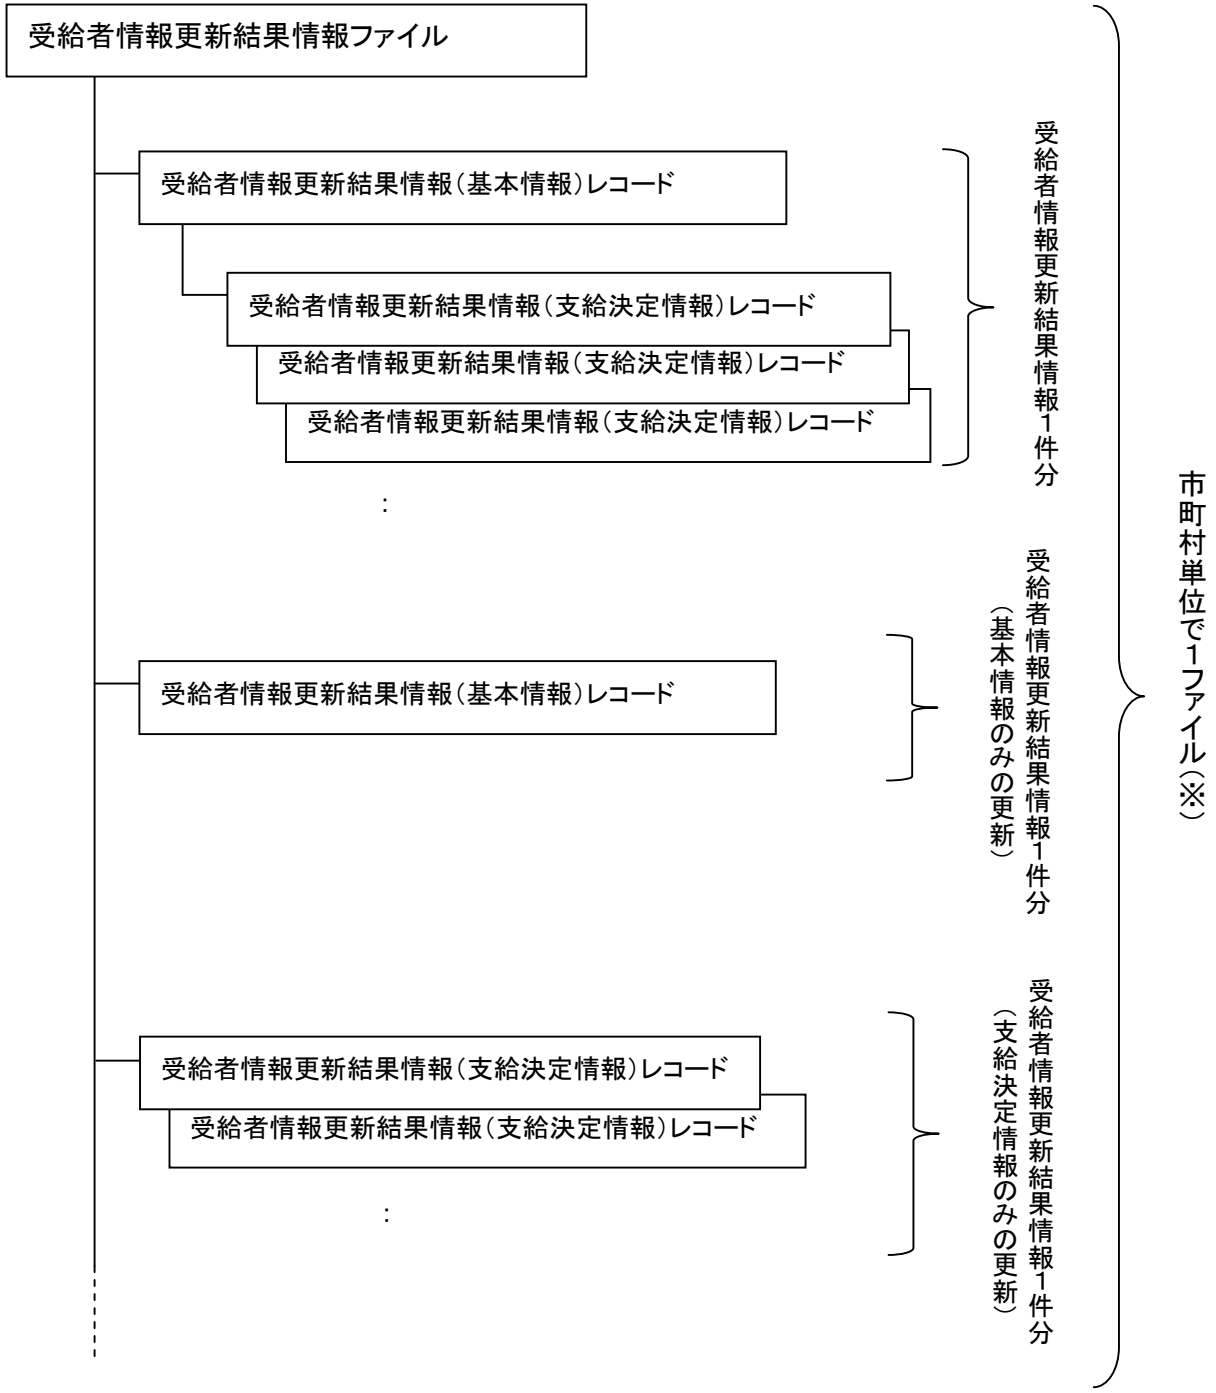 受給者情報更新結果情報ファイル
受給者情報更新結果情報（基本情報）レコード
受給者情報更新結果情報（支給決定情報）レコード
受給者情報更新結果情報（支給決定情報）レコード
受給者情報更新結果情報（支給決定情報）レコード
：
受給者情報更新結果情報１件分
受給者情報更新結果情報（基本情報）レコード
受給者情報更新結果情報１件分
（基本情報のみの更新）
受給者情報更新結果情報（支給決定情報）レコード
受給者情報更新結果情報（支給決定情報）レコード
：
受給者情報更新結果情報１件分
（支給決定情報のみの更新）
市町村単位で１ファイル（※）